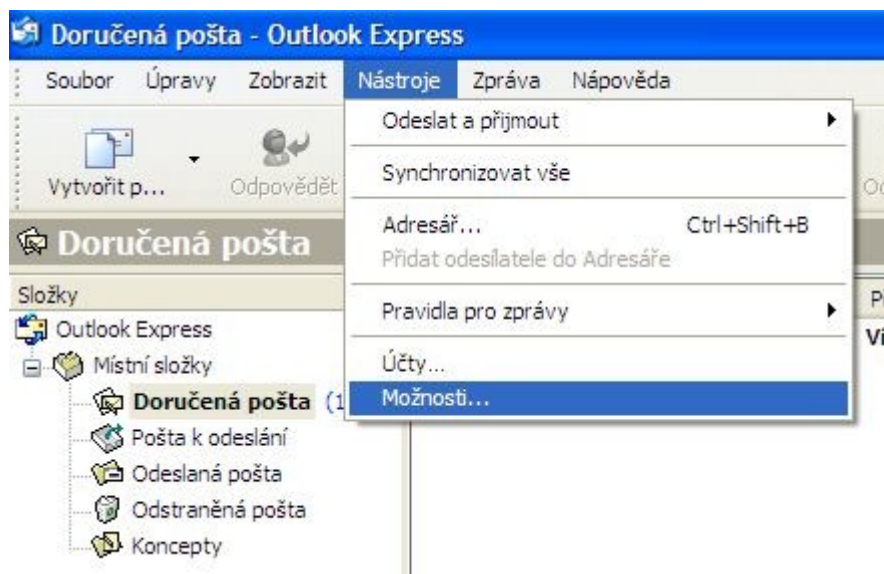 Doručená pošta - Outlook Express
Soubor Úpravy Zobrazit Nástroje Zpráva Nápověda
Odeslat a přijmout
Synchronizovat vše
Adresář... Ctrl+Shift+B
Přidat odesílatele do Adresáře
Pravidla pro zprávy
Účty...
Možnosti...
Vytvořit p... Odpovědět
Doručená pošta
Složky
Outlook Express
Místní složky
Doručená pošta (1
Pošta k odeslání
Odeslaná pošta
Odstraněná pošta
Koncepty